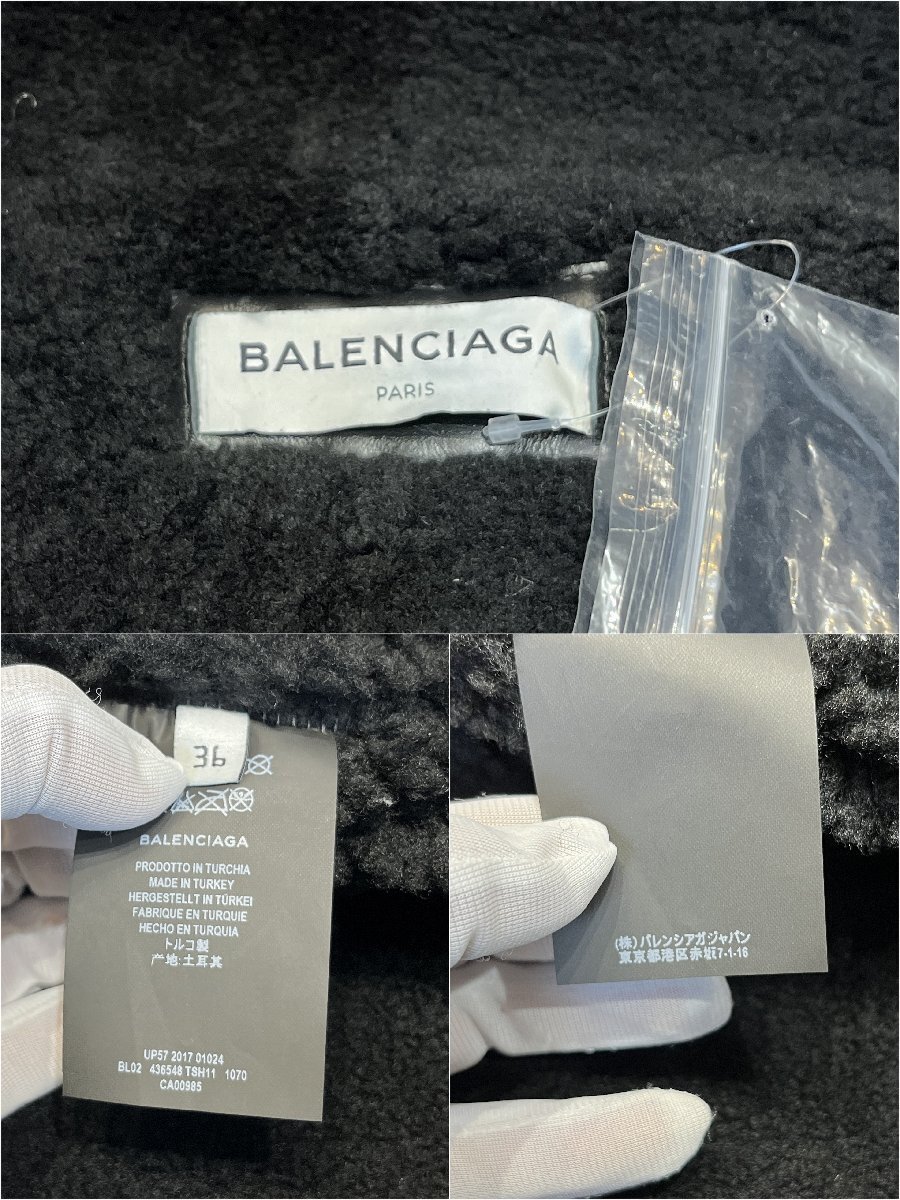 BALENCIAGA
PARIS
36
BALENCIAGA
PRODOTTO IN TURCHIA
MADE IN TURKEY
HERGESTELLT IN TÜRKEI
FABRIQUE EN TURQUIE
HECHO EN TURQUIA
トルコ製
产地:土耳其
UP57 2017 01024
BL02 436548 TSH11 1070
CA00985
(株)バレンシアガジャパン
東京都港区赤坂7-1-16